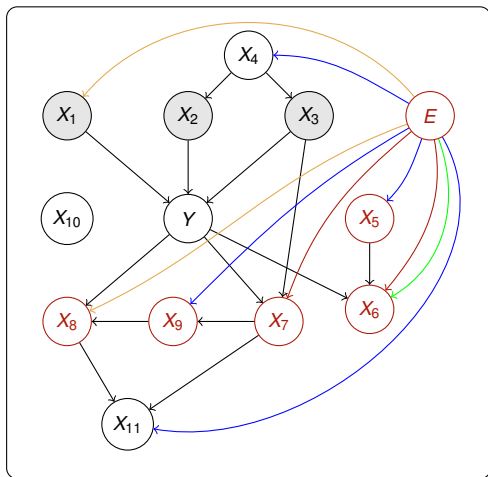 X₄
X₁ X₂ X₃ E
X₁₀ Y X₅
X₈ X₉ X₇ X₆
X₁₁